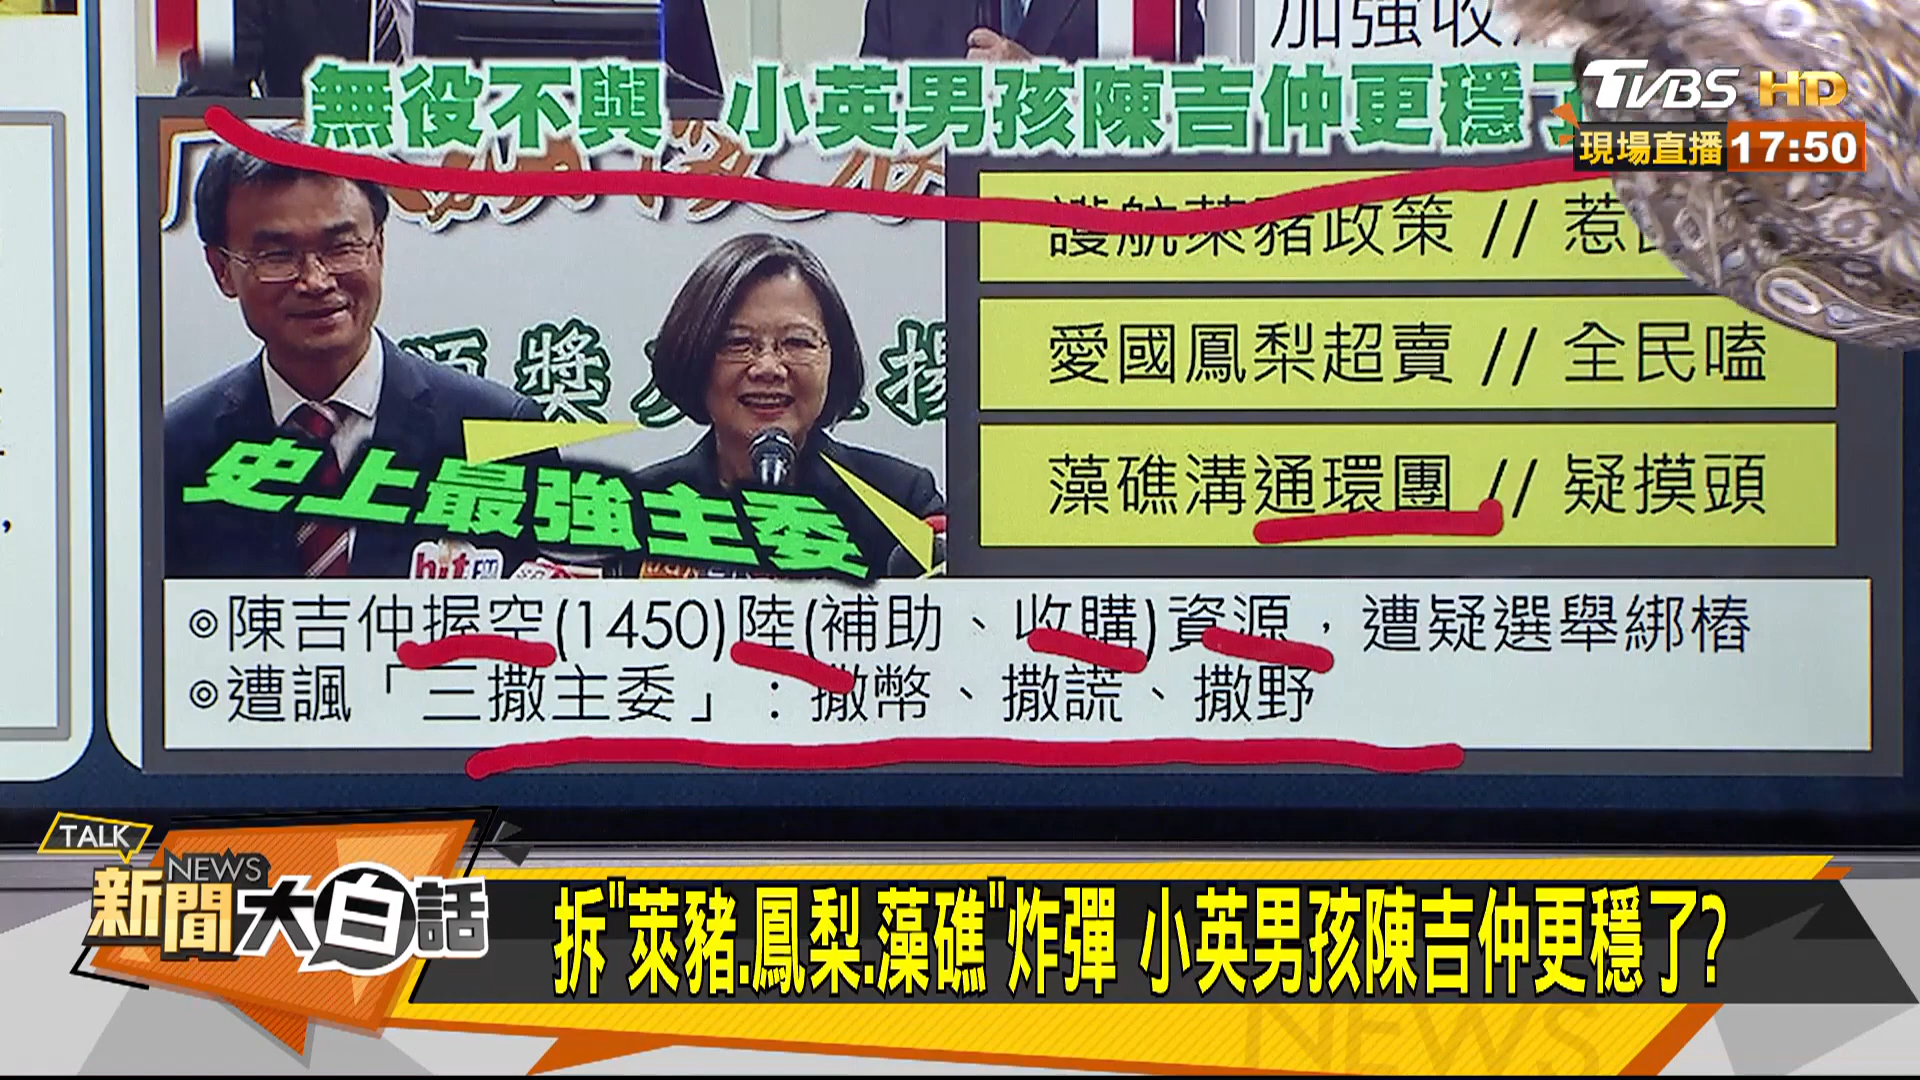 加強收
無役不與 小英男孩陳吉仲更穩了
TVBS HD
現場直播 17:50
護航萊豬政策 // 惹
愛國鳳梨超賣 // 全民嗑
藻礁溝通環團 // 疑摸頭
頒獎
史上最強主委
hit
◎陳吉仲握空(1450)陸(補助、收購)資源，遭疑選舉綁樁
◎遭諷「三撒主委」：撒幣、撒謊、撒野
TALK
NEWS
新聞大白話
拆"萊豬.鳳梨.藻礁"炸彈 小英男孩陳吉仲更穩了?
NEWS